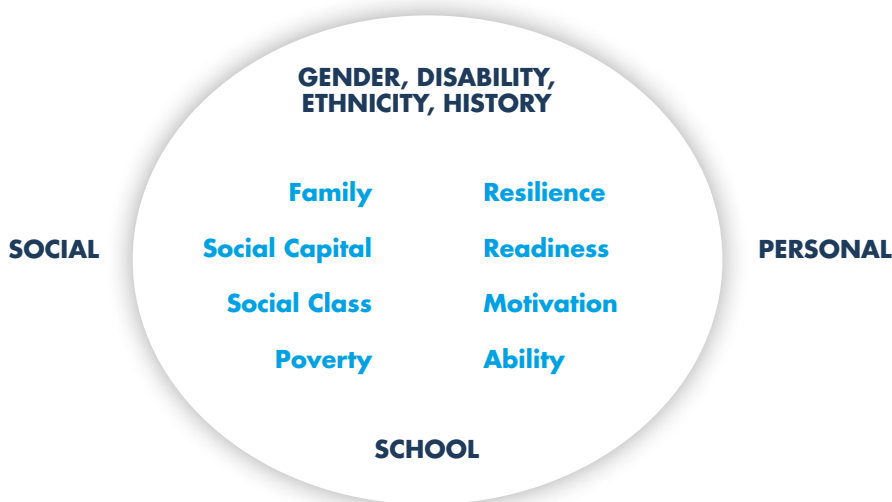 GENDER, DISABILITY,
ETHNICITY, HISTORY
Family Resilience
SOCIAL Social Capital Readiness PERSONAL
Social Class Motivation
Poverty Ability
SCHOOL